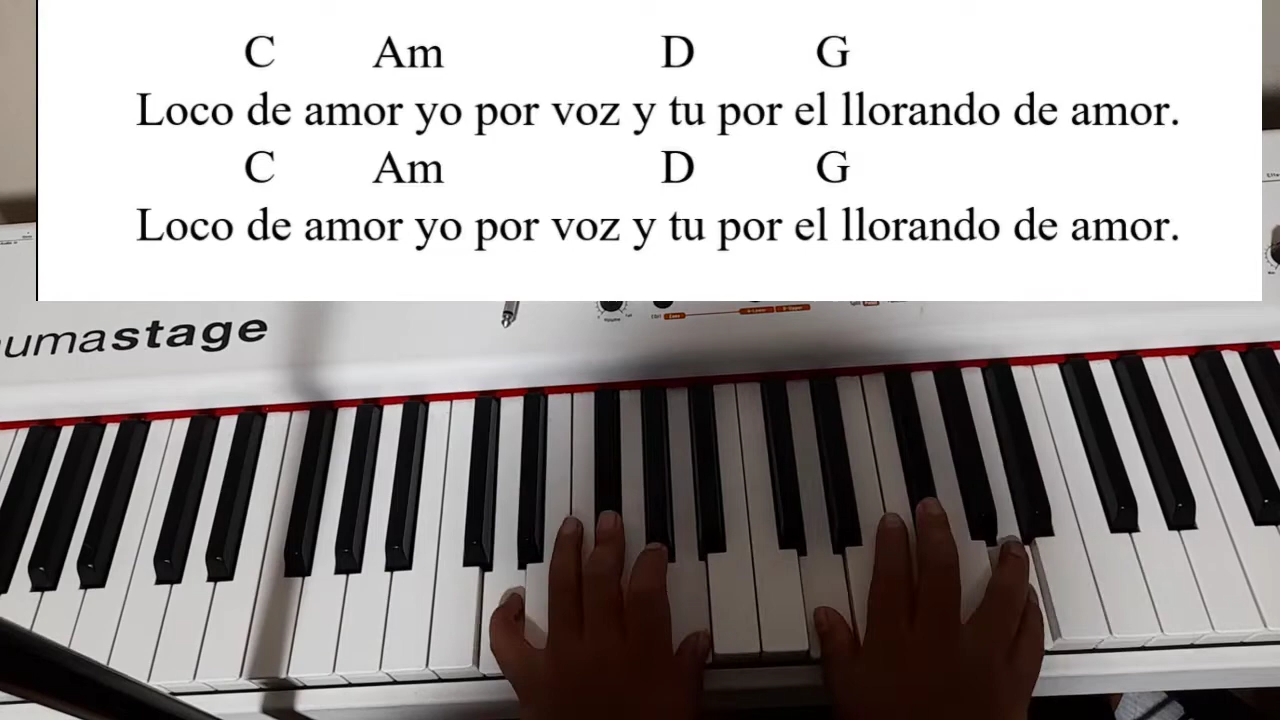 C Am D G
Loco de amor yo por voz y tu por el llorando de amor.
C Am D G
Loco de amor yo por voz y tu por el llorando de amor.
umastage